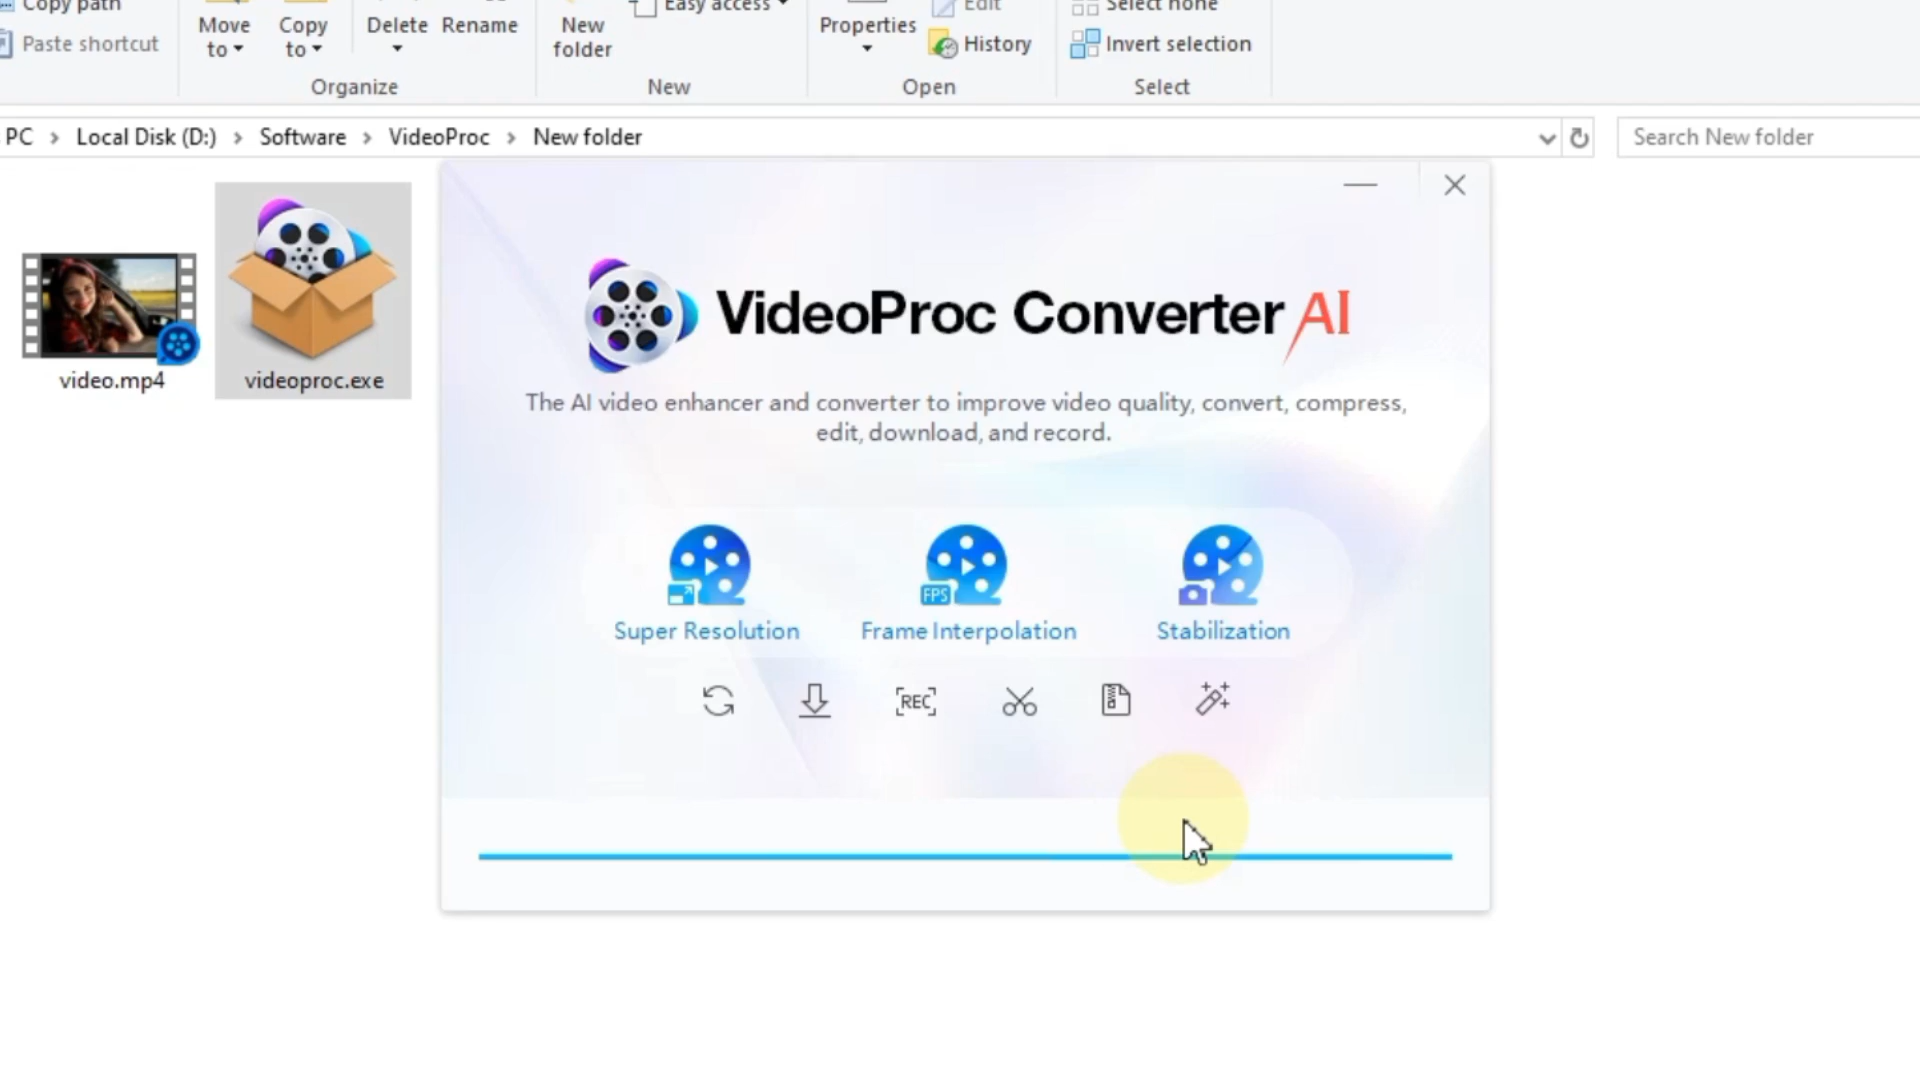 Copy path
Easy access
Edit
Select none
Move to
Copy to
Delete
Rename
New folder
Properties
Paste shortcut
History
Invert selection
Organize
New
Open
Select
PC > Local Disk (D:) > Software > VideoProc > New folder
Search New folder
VideoProc Converter AI
video.mp4
videoproc.exe
The AI video enhancer and converter to improve video quality, convert, compress,
edit, download, and record.
FPS
Super Resolution
Frame Interpolation
Stabilization
REC